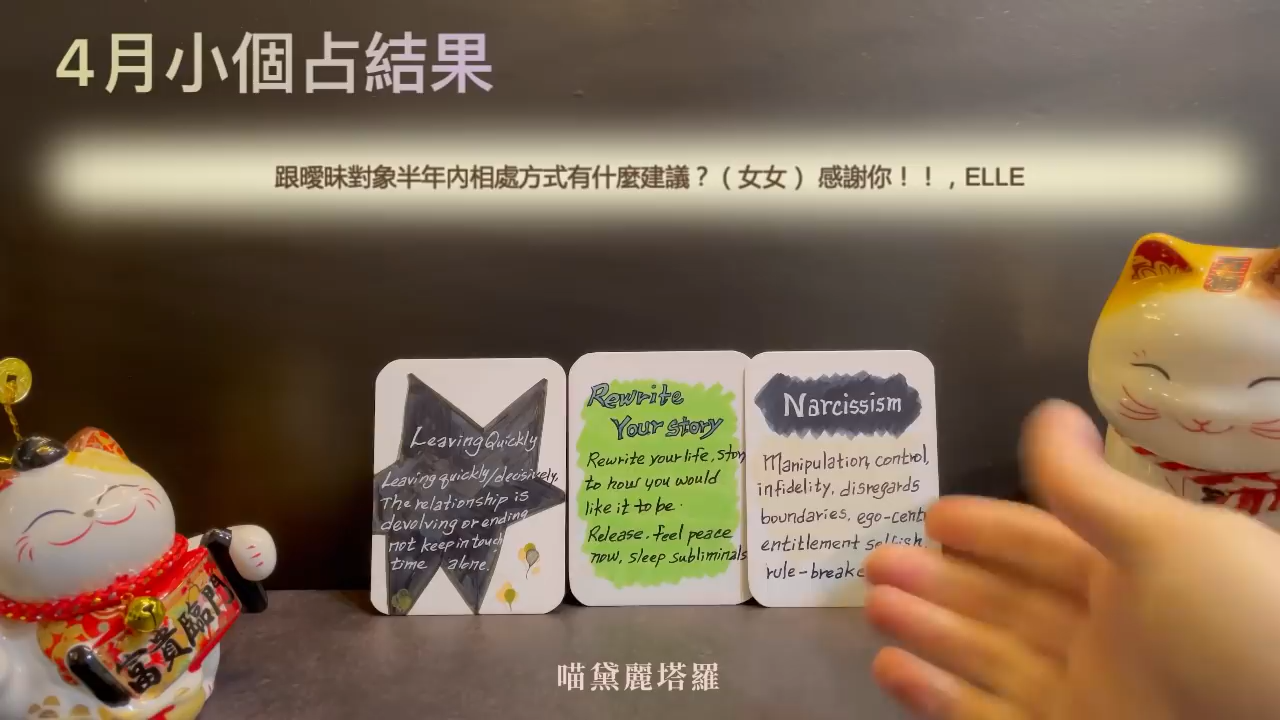 4月小個占結果
跟曖昧對象半年內相處方式有什麼建議？（女女） 感謝你！！，ELLE
Leaving Quickly
Leaving quickly/decisively,
The relationship is
devolving or ending
not keep in touch
time alone.
Rewrite
Your story
Rewrite your life, story
to how you would
like it to be.
Release. feel peace
now, sleep subliminals
Narcissism
Manipulation, control,
infidelity, disregards
boundaries, ego-cent
entitlement selfish,
rule-breake
富貴臨門
喵黛麗塔羅